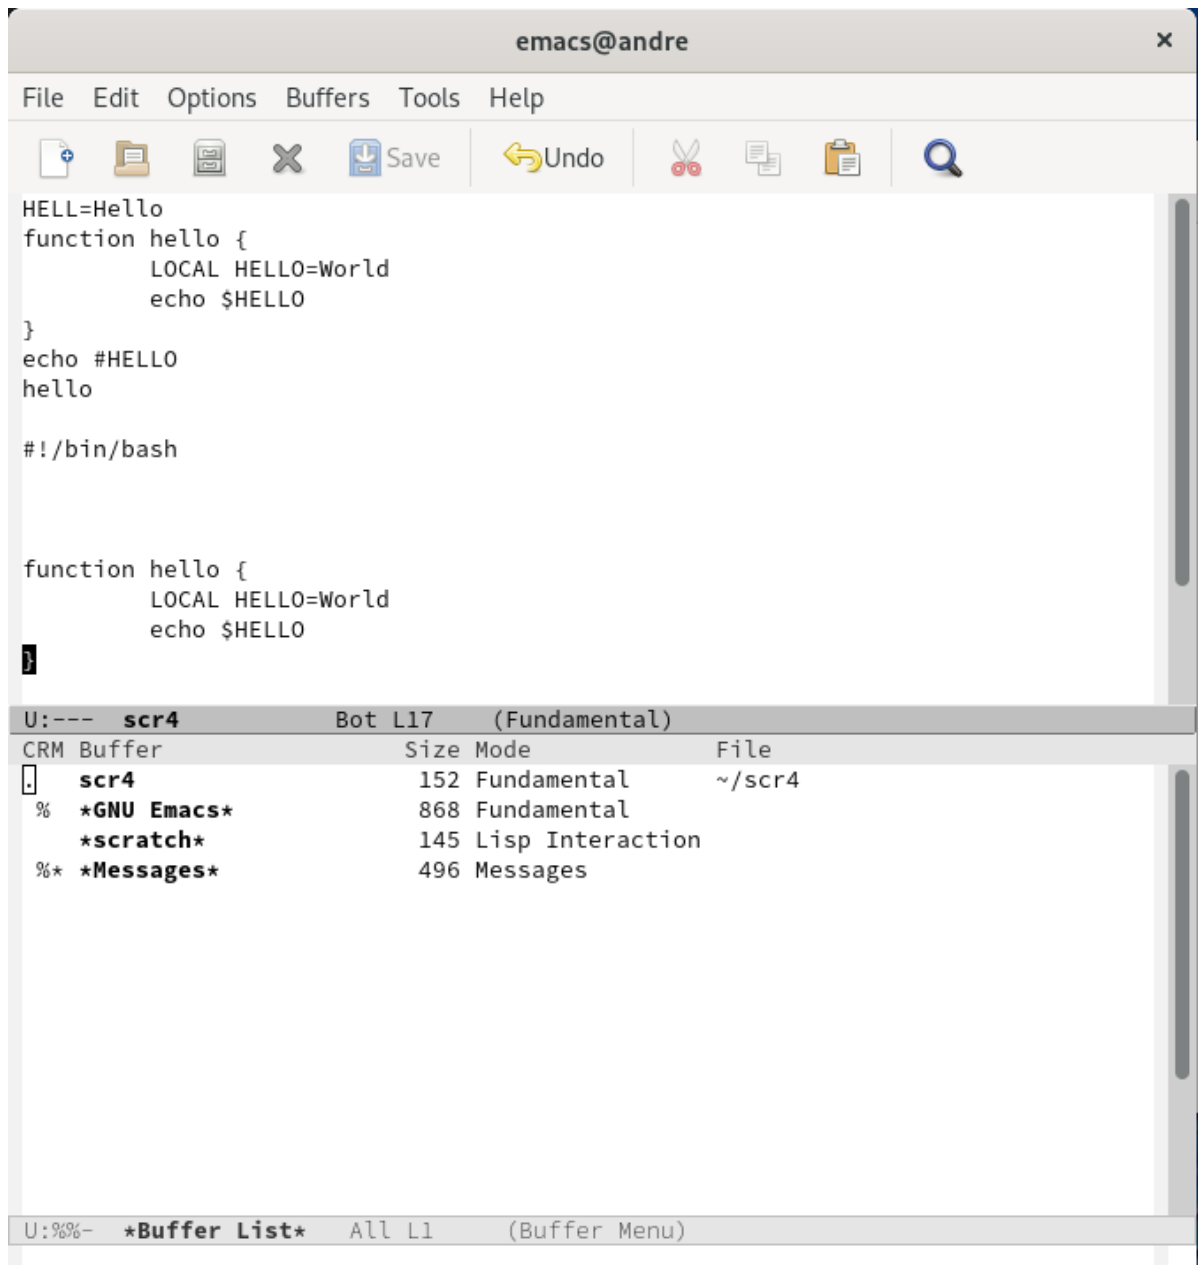 emacs@andre ×
File Edit Options Buffers Tools Help
Save Undo
HELL=Hello
function hello {
        LOCAL HELLO=World
        echo $HELLO
}
echo #HELLO
hello

#!/bin/bash

function hello {
        LOCAL HELLO=World
        echo $HELLO
}
U:--- scr4 Bot L17 (Fundamental)
CRM Buffer Size Mode File
. scr4 152 Fundamental ~/scr4
% *GNU Emacs* 868 Fundamental
*scratch* 145 Lisp Interaction
%* *Messages* 496 Messages
U:%%- *Buffer List* All L1 (Buffer Menu)